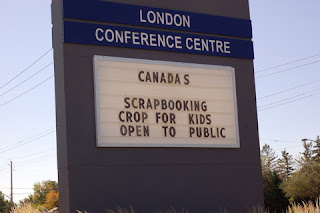 LONDON
CONFERENCE CENTRE
CANADAS
SCRAPBOOKING
CROP FOR KIDS
OPEN TO PUBLIC